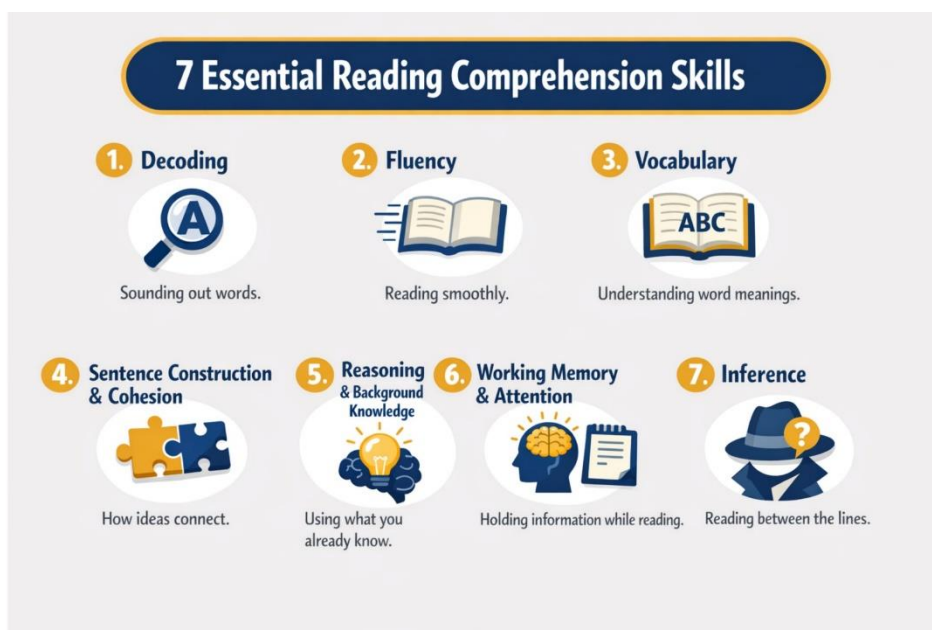 7 Essential Reading Comprehension Skills
1. Decoding
A
Sounding out words.
2. Fluency
Reading smoothly.
3. Vocabulary
ABC
Understanding word meanings.
4. Sentence Construction
& Cohesion
How ideas connect.
5. Reasoning
& Background
Knowledge
Using what you
already know.
6. Working Memory
& Attention
Holding information while reading.
7. Inference
?
Reading between the lines.